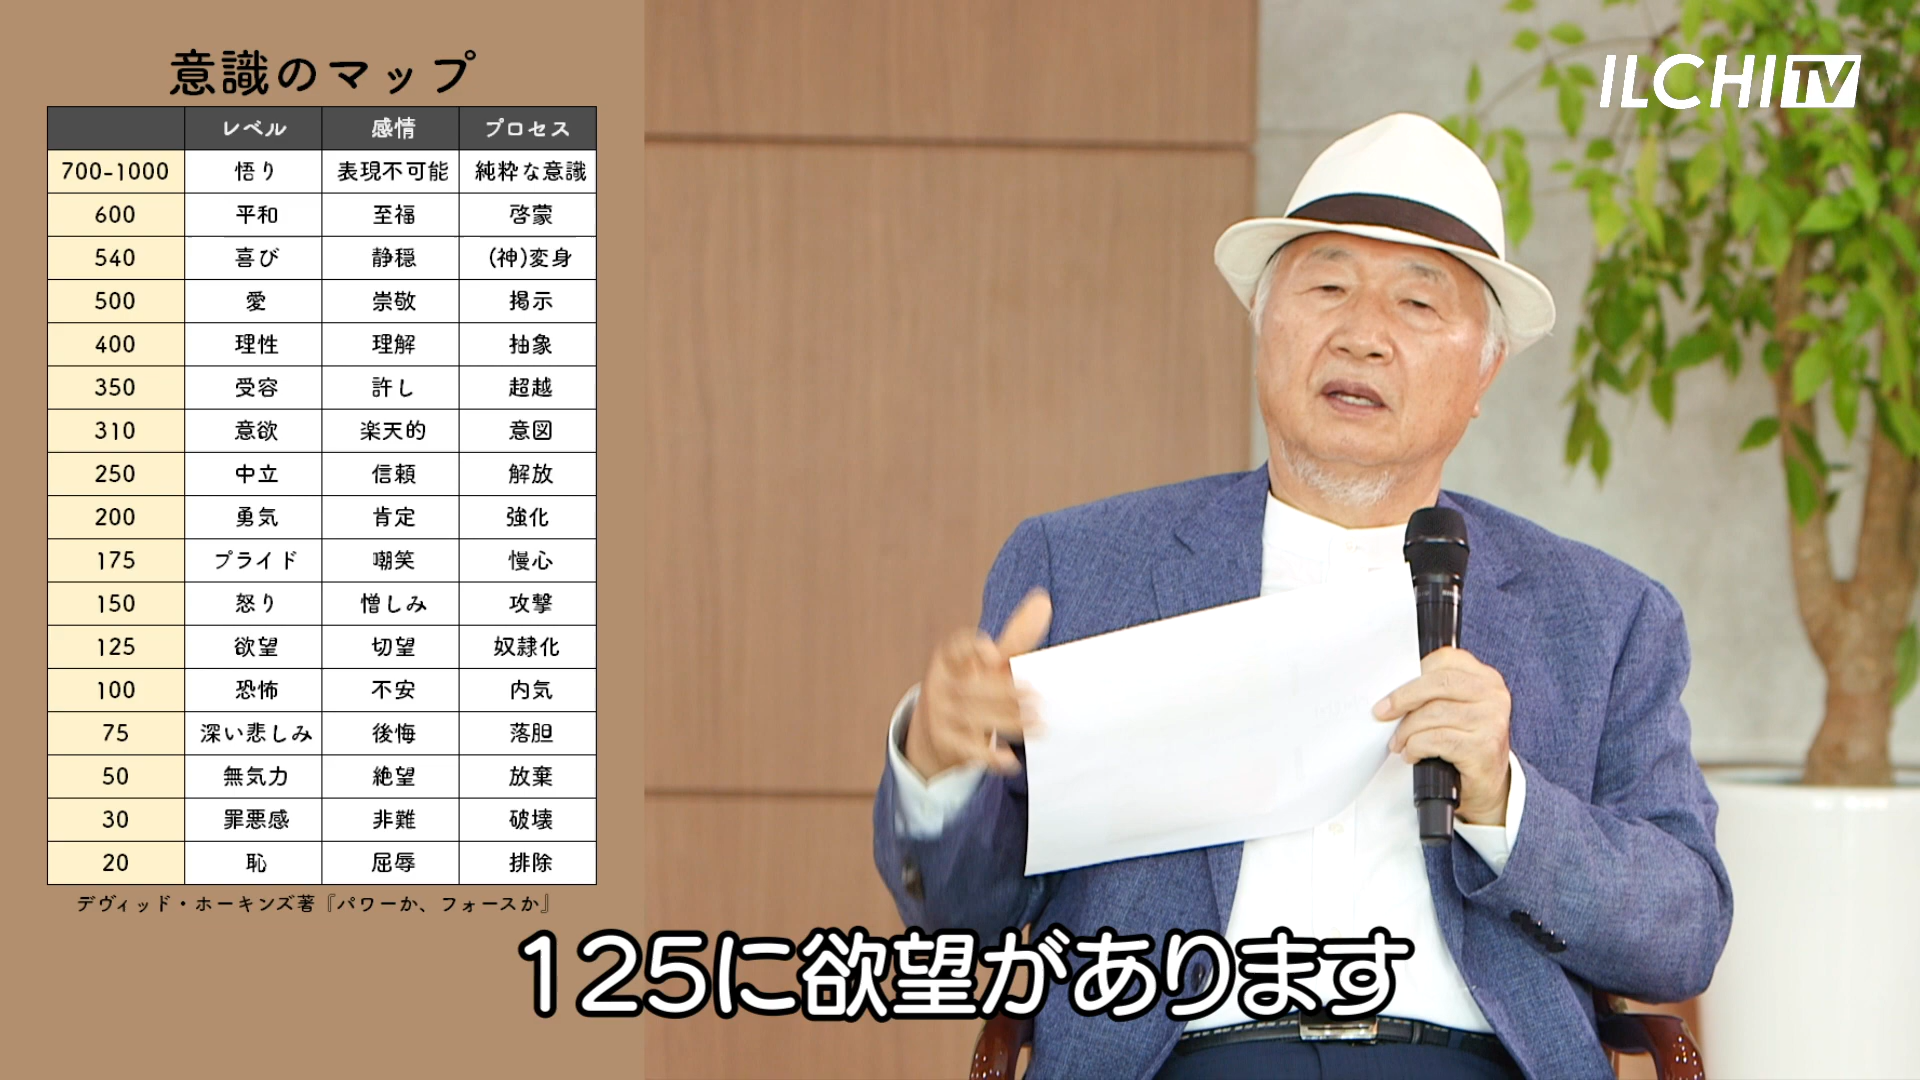 意識のマップ
レベル 感情 プロセス
700-1000 悟り 表現不可能 純粋な意識
600 平和 至福 啓蒙
540 喜び 静穏 (神)変身
500 愛 崇敬 掲示
400 理性 理解 抽象
350 受容 許し 超越
310 意欲 楽天的 意図
250 中立 信頼 解放
200 勇気 肯定 強化
175 プライド 嘲笑 慢心
150 怒り 憎しみ 攻撃
125 欲望 切望 奴隷化
100 恐怖 不安 内気
75 深い悲しみ 後悔 落胆
50 無気力 絶望 放棄
30 罪悪感 非難 破壊
20 恥 屈辱 排除
デヴィッド・ホーキンズ著『パワーか、フォースか』
ILCHI TV
125に欲望があります